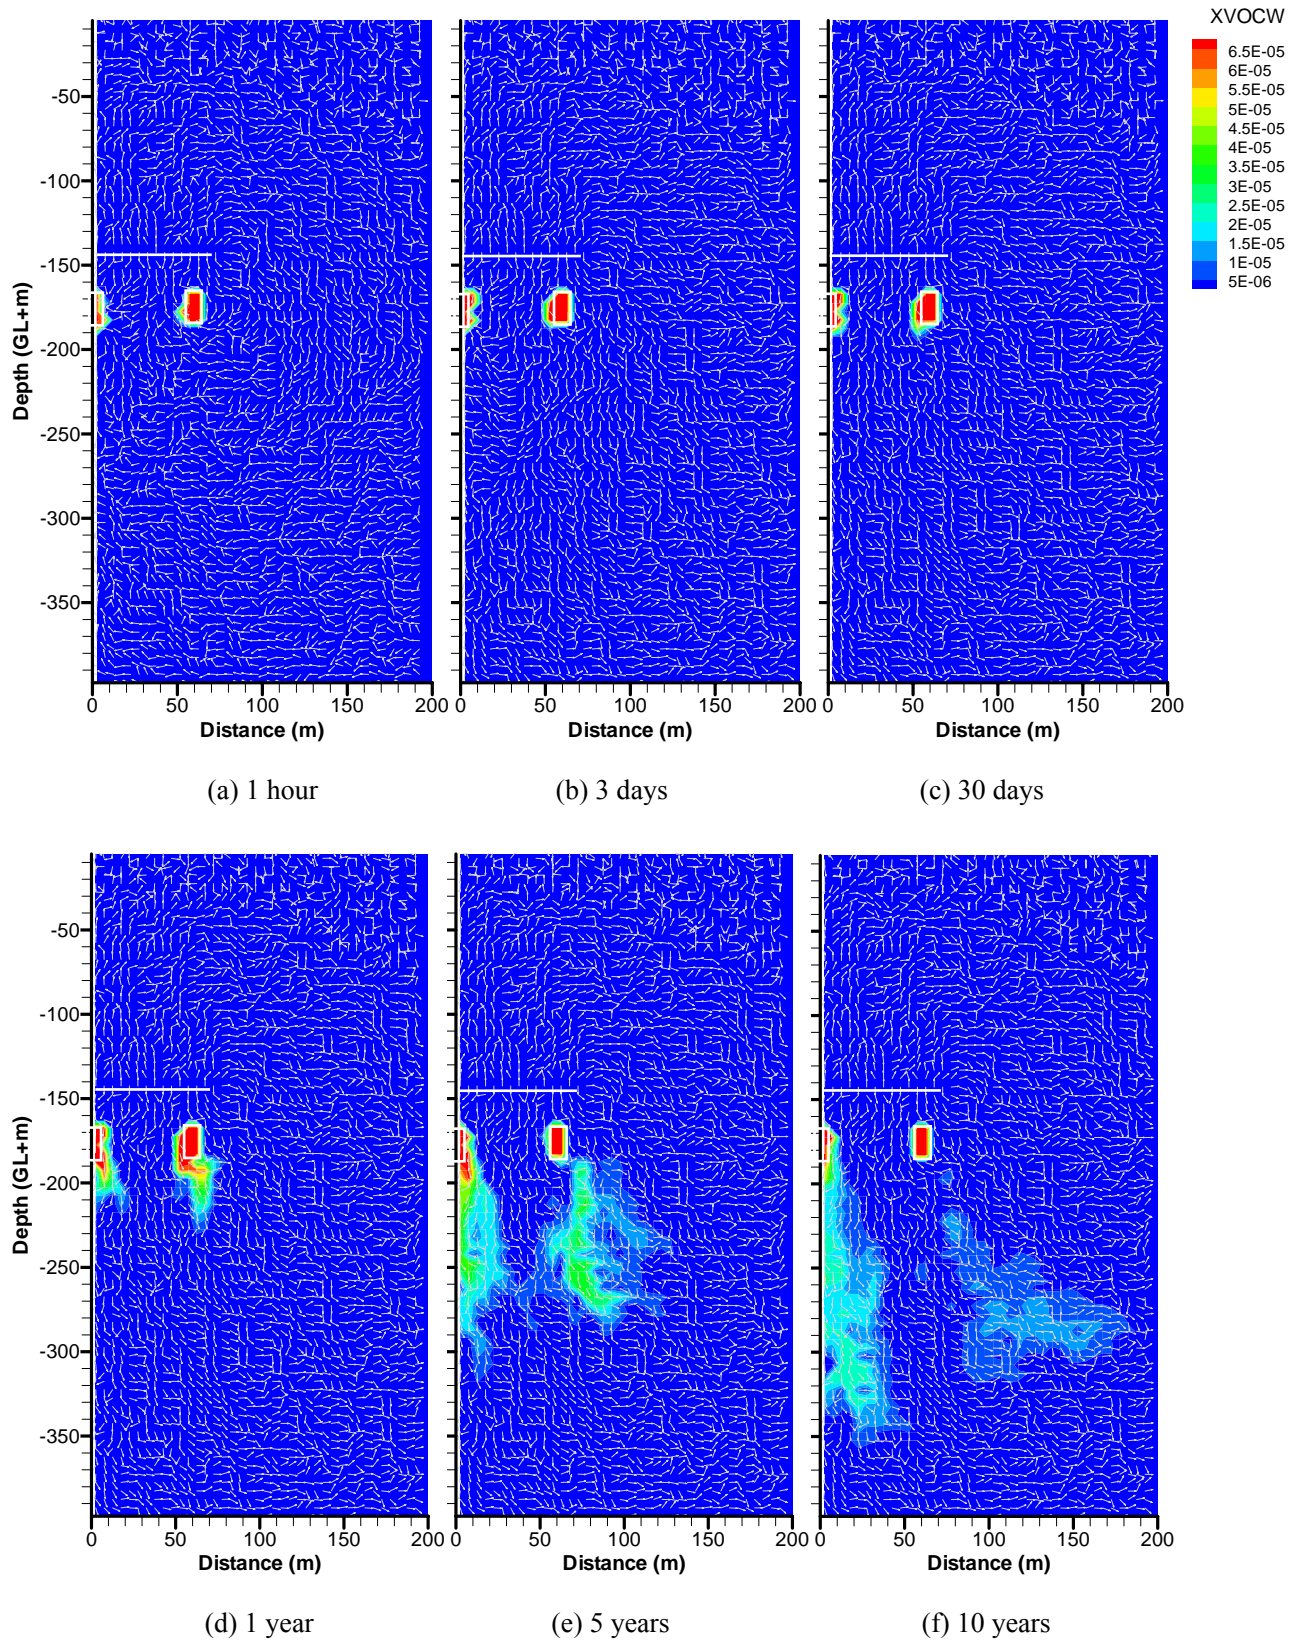 XVOCW
6.5E-05
6E-05
5.5E-05
5E-05
4.5E-05
4E-05
3.5E-05
3E-05
2.5E-05
2E-05
1.5E-05
1E-05
5E-06
Depth (GL+m)
-50
-100
-150
-200
-250
-300
-350
0 50 100 150 200
0 50 100 150 200
0 50 100 150 200
Distance (m) Distance (m) Distance (m)
(a) 1 hour (b) 3 days (c) 30 days
Depth (GL+m)
-50
-100
-150
-200
-250
-300
-350
0 50 100 150 200
0 50 100 150 200
0 50 100 150 200
Distance (m) Distance (m) Distance (m)
(d) 1 year (e) 5 years (f) 10 years